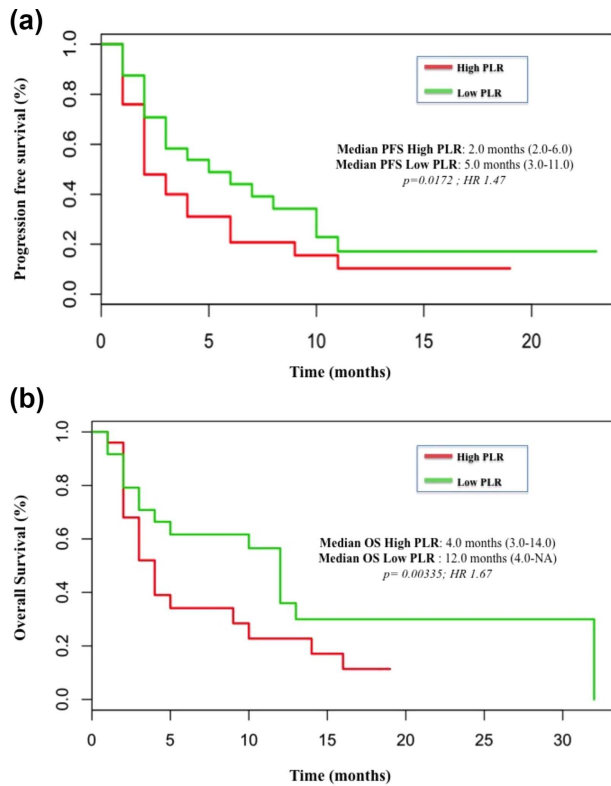 (a)
Progression free survival (%)
1.0
0.8
0.6
0.4
0.2
0.0
High PLR
Low PLR
Median PFS High PLR: 2.0 months (2.0-6.0)
Median PFS Low PLR: 5.0 months (3.0-11.0)
p=0.0172 ; HR 1.47
0
5
10
15
20
Time (months)
(b)
Overall Survival (%)
1.0
0.8
0.6
0.4
0.2
0.0
High PLR
Low PLR
Median OS High PLR: 4.0 months (3.0-14.0)
Median OS Low PLR : 12.0 months (4.0-NA)
p= 0.00335; HR 1.67
0
5
10
15
20
25
30
Time (months)